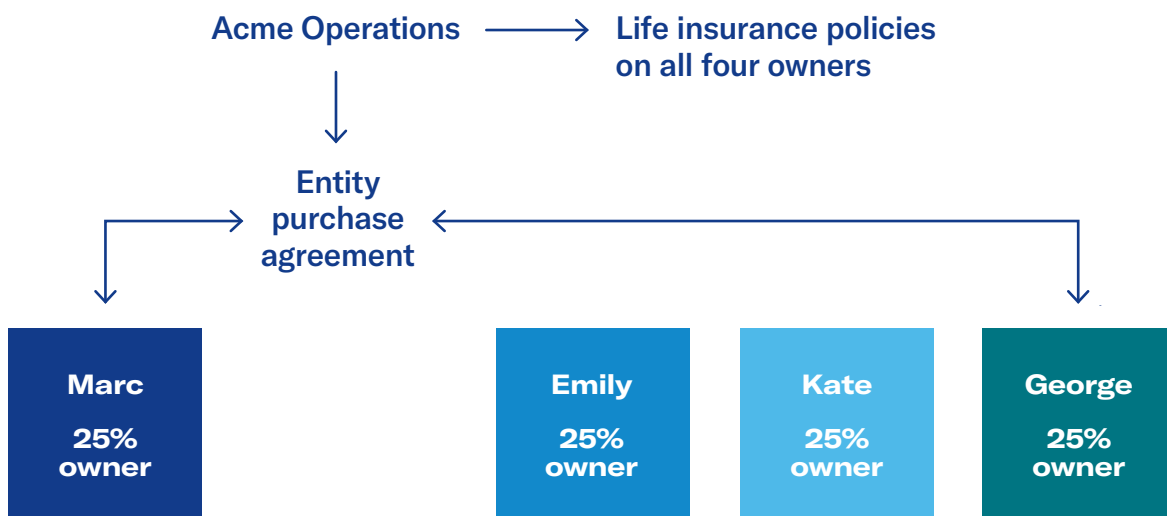 Acme Operations
Life insurance policies
on all four owners
Entity
purchase
agreement
Marc
25%
owner
Emily
25%
owner
Kate
25%
owner
George
25%
owner